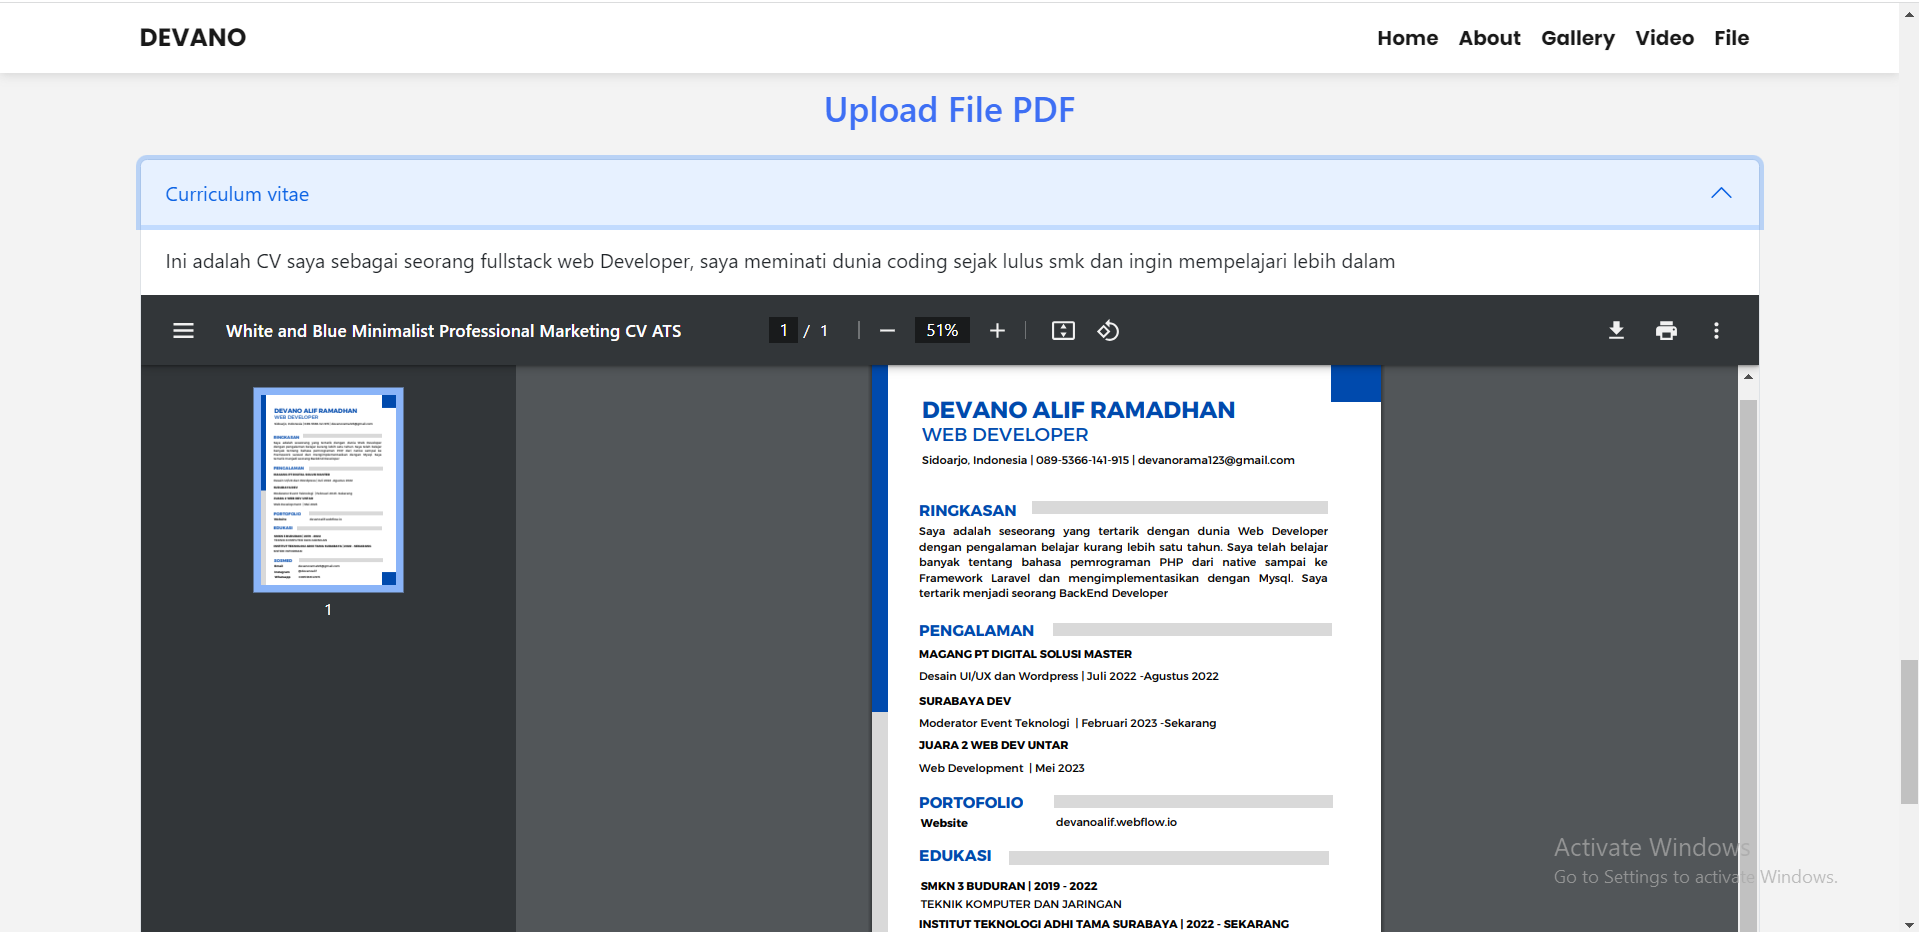 DEVANO
Home About Gallery Video File
Upload File PDF
Curriculum vitae
Ini adalah CV saya sebagai seorang fullstack web Developer, saya meminati dunia coding sejak lulus smk dan ingin mempelajari lebih dalam
White and Blue Minimalist Professional Marketing CV ATS 1 / 1 51%
DEVANO ALIF RAMADHAN
WEB DEVELOPER
1
DEVANO ALIF RAMADHAN
WEB DEVELOPER
Sidoarjo, Indonesia | 089-5366-141-915 | devanorama123@gmail.com
RINGKASAN
Saya adalah seseorang yang tertarik dengan dunia Web Developer
dengan pengalaman belajar kurang lebih satu tahun. Saya telah belajar
banyak tentang bahasa pemrograman PHP dari native sampai ke
Framework Laravel dan mengimplementasikan dengan Mysql. Saya
tertarik menjadi seorang BackEnd Developer
PENGALAMAN
MAGANG PT DIGITAL SOLUSI MASTER
Desain UI/UX dan Wordpress | Juli 2022 -Agustus 2022
SURABAYA DEV
Moderator Event Teknologi | Februari 2023 -Sekarang
JUARA 2 WEB DEV UNTAR
Web Development | Mei 2023
PORTOFOLIO
Website devanoalif.webflow.io
EDUKASI
SMKN 3 BUDURAN | 2019 - 2022
TEKNIK KOMPUTER DAN JARINGAN
INSTITUT TEKNOLOGI ADHI TAMA SURABAYA | 2022 - SEKARANG
Activate Windows
Go to Settings to activate Windows.